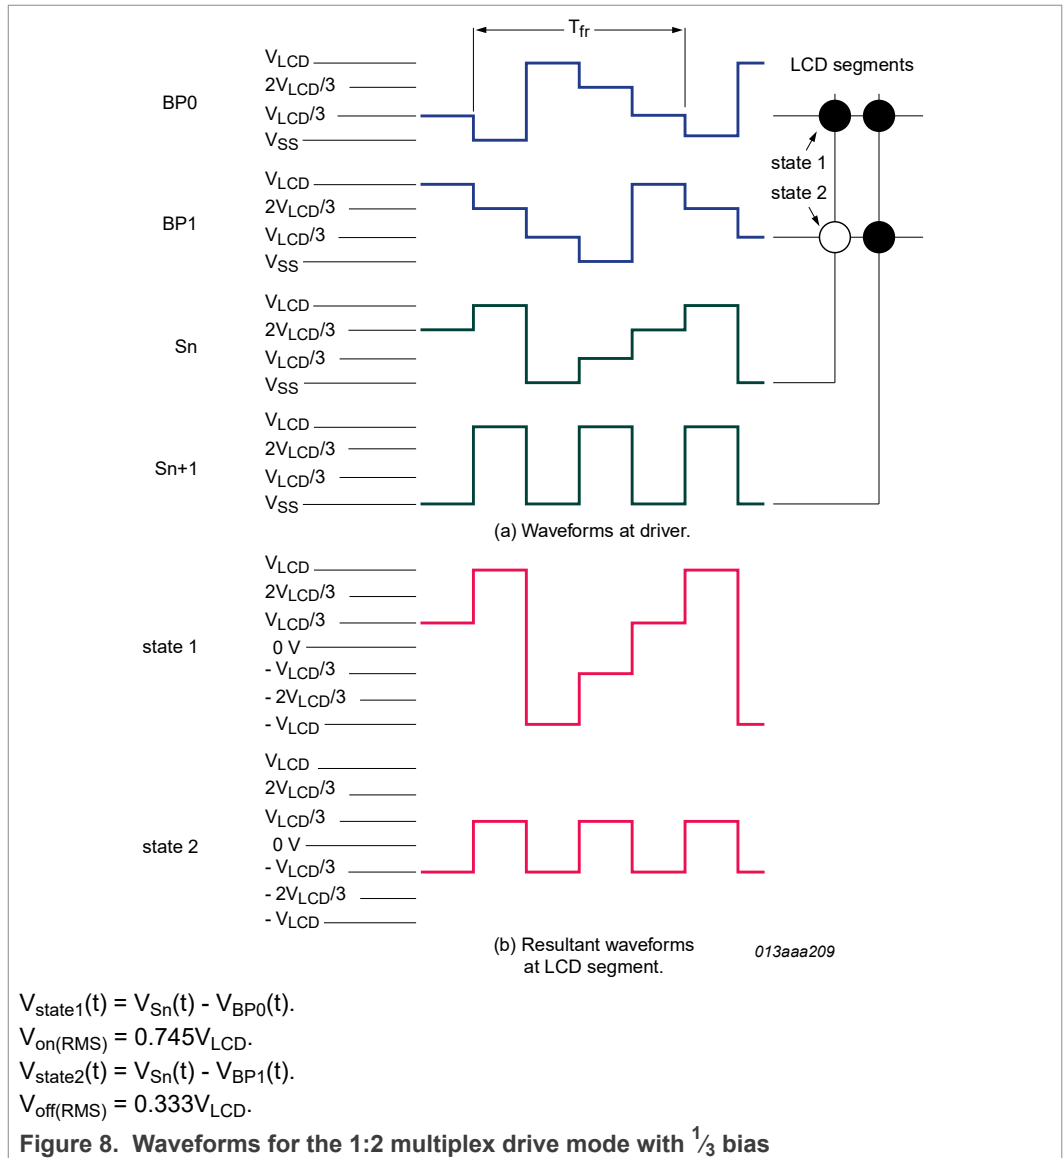 Tfr
VLCD
2VLCD/3
BP0
VLCD/3
VSS
LCD segments
state 1
state 2
VLCD
2VLCD/3
BP1
VLCD/3
VSS
VLCD
2VLCD/3
Sn
VLCD/3
VSS
VLCD
2VLCD/3
Sn+1
VLCD/3
VSS
(a) Waveforms at driver.
VLCD
2VLCD/3
VLCD/3
state 1
0 V
- VLCD/3
- 2VLCD/3
- VLCD
VLCD
2VLCD/3
VLCD/3
state 2
0 V
- VLCD/3
- 2VLCD/3
- VLCD
(b) Resultant waveforms
at LCD segment.
013aaa209
Vstate1(t) = VSn(t) - VBP0(t).
Von(RMS) = 0.745VLCD.
Vstate2(t) = VSn(t) - VBP1(t).
Voff(RMS) = 0.333VLCD.
Figure 8. Waveforms for the 1:2 multiplex drive mode with 1⁄3 bias